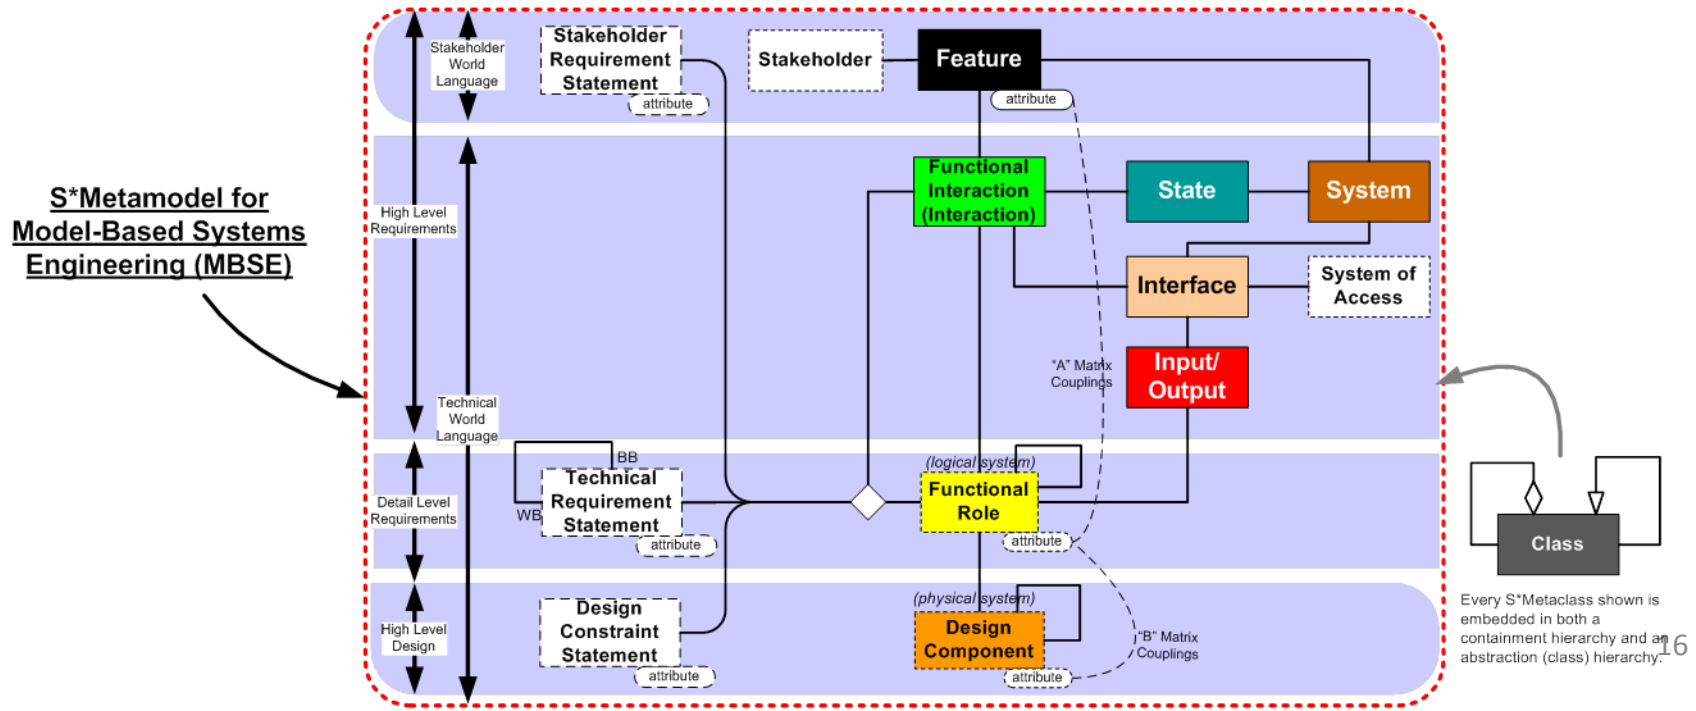 S*Metamodel for
Model-Based Systems
Engineering (MBSE)
Stakeholder
World
Language
High Level
Requirements
Technical
World
Language
Detail Level
Requirements
High Level
Design
Stakeholder
Requirement
Statement
attribute
Stakeholder
Feature
attribute
Functional
Interaction
(Interaction)
State
System
Interface
System of
Access
"A" Matrix
Couplings
Input/
Output
BB
WB
Technical
Requirement
Statement
attribute
(logical system)
Functional
Role
attribute
Design
Constraint
Statement
attribute
(physical system)
Design
Component
attribute
"B" Matrix
Couplings
Class
Every S*Metaclass shown is
embedded in both a
containment hierarchy and an
abstraction (class) hierarchy.
16